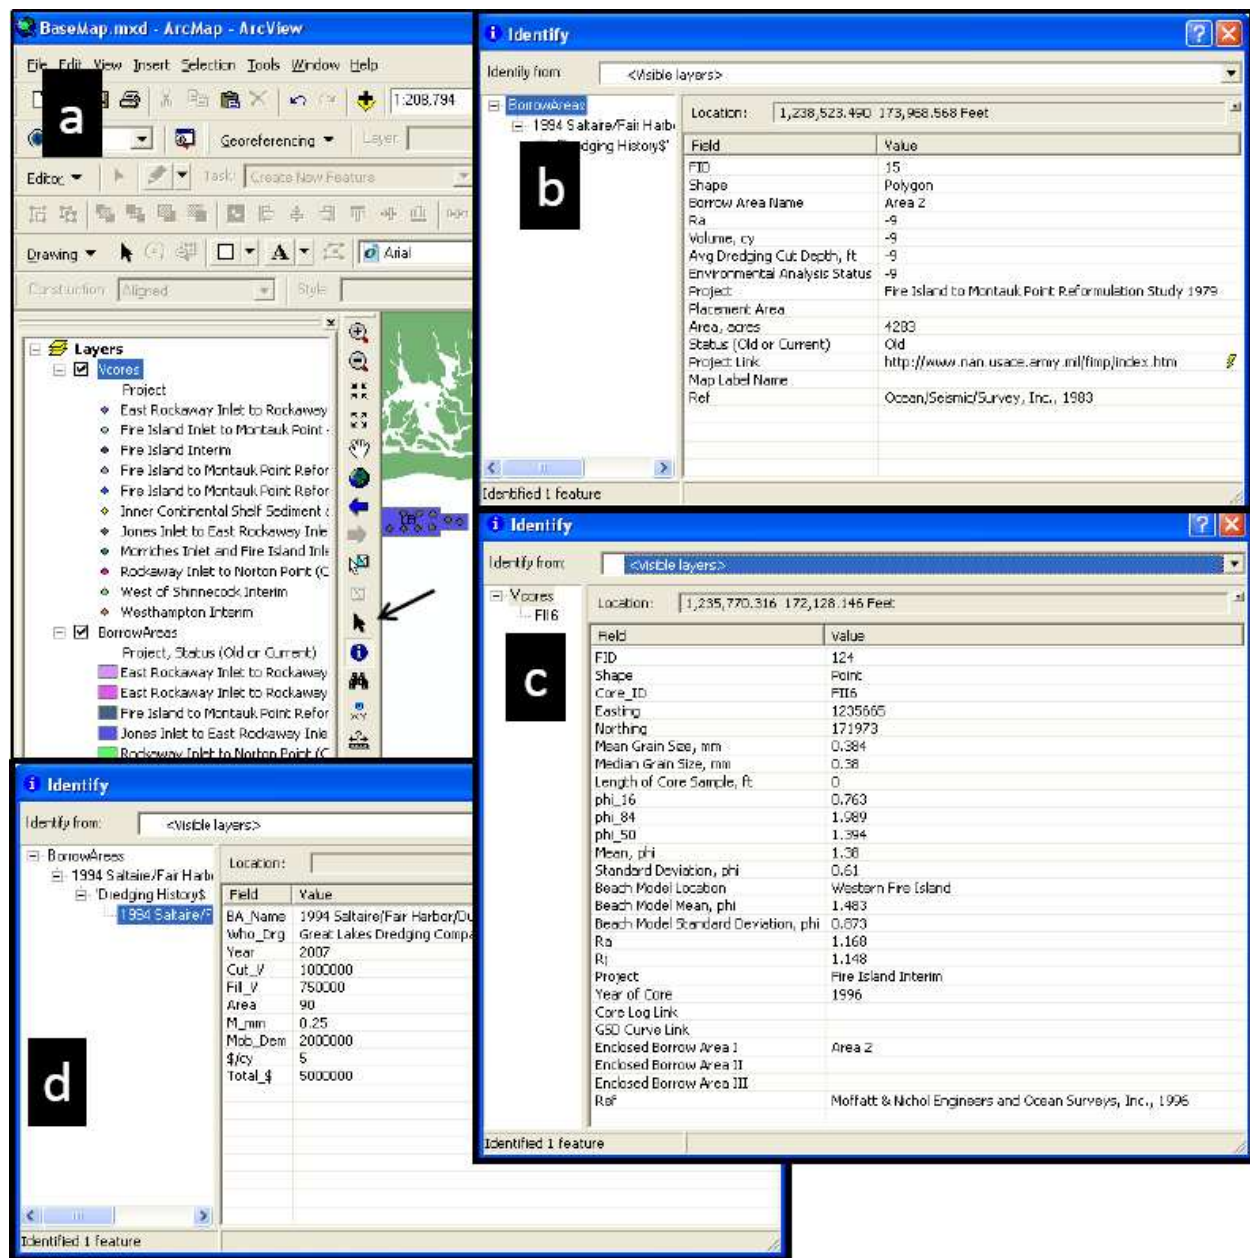 BaseMap.mxd - ArcMap - ArcView
File Edit View Insert Selection Tools Window Help
a
1:208,794
Georeferencing
Layer:
Editor
Task: Create New Feature
Drawing
A
Arial
Construction: Aligned
Style:
Layers
Vcores
Project
East Rockaway Inlet to Rockaway
Fire Island Inlet to Montauk Point -
Fire Island Interim
Fire Island to Montauk Point Refor
Fire Island to Montauk Point Refor
Inner Continental Shelf Sediment
Jones Inlet to East Rockaway Inle
Morriches Inlet and Fire Island Inle
Rockaway Inlet to Norton Point (C
West of Shinnecock Interim
Westhampton Interim
BorrowAreas
Project, Status (Old or Current)
East Rockaway Inlet to Rockaway
East Rockaway Inlet to Rockaway
Fire Island to Montauk Point Refor
Jones Inlet to East Rockaway Inle
Rockaway Inlet to Norton Point (C
Identify
Identify from: <Visible layers>
BorrowAreas
1994 Saltaire/Fair Harb
dging History$'
b
Location: 1,238,523.490 173,968.568 Feet
Field Value
FID 15
Shape Polygon
Borrow Area Name Area 2
Ra -9
Volume, cy -9
Avg Dredging Cut Depth, ft -9
Environmental Analysis Status -9
Project Fire Island to Montauk Point Reformulation Study 1979
Placement Area
Area, acres 4283
Status (Old or Current) Old
Project Link http://www.nan.usace.army.mil/fimp/index.htm
Map Label Name
Ref Ocean/Seismic/Survey, Inc., 1983
Identified 1 feature
Identify
Identify from: <Visible layers>
Vcores
FII6
c
Location: 1,235,770.316 172,128.146 Feet
Field Value
FID 124
Shape Point
Core_ID FII6
Easting 1235665
Northing 171973
Mean Grain Size, mm 0.384
Median Grain Size, mm 0.38
Length of Core Sample, ft 0
phi_16 0.763
phi_84 1.989
phi_50 1.394
Mean, phi 1.38
Standard Deviation, phi 0.61
Beach Model Location Western Fire Island
Beach Model Mean, phi 1.483
Beach Model Standard Deviation, phi 0.873
Ra 1.168
Rj 1.148
Project Fire Island Interim
Year of Core 1996
Core Log Link
GSD Curve Link
Enclosed Borrow Area I Area 2
Enclosed Borrow Area II
Enclosed Borrow Area III
Ref Moffatt & Nichol Engineers and Ocean Surveys, Inc., 1996
Identified 1 feature
Identify
Identify from: <Visible layers>
BorrowAreas
1994 Saltaire/Fair Harb
'Dredging History$
1994 Saltaire/F
d
Location:
Field Value
BA_Name 1994 Saltaire/Fair Harbor/Du
Who_Drg Great Lakes Dredging Compa
Year 2007
Cut_V 1000000
Fill_V 750000
Area 90
M_mm 0.25
Mob_Dem 2000000
$/cy 5
Total_$ 5000000
Identified 1 feature